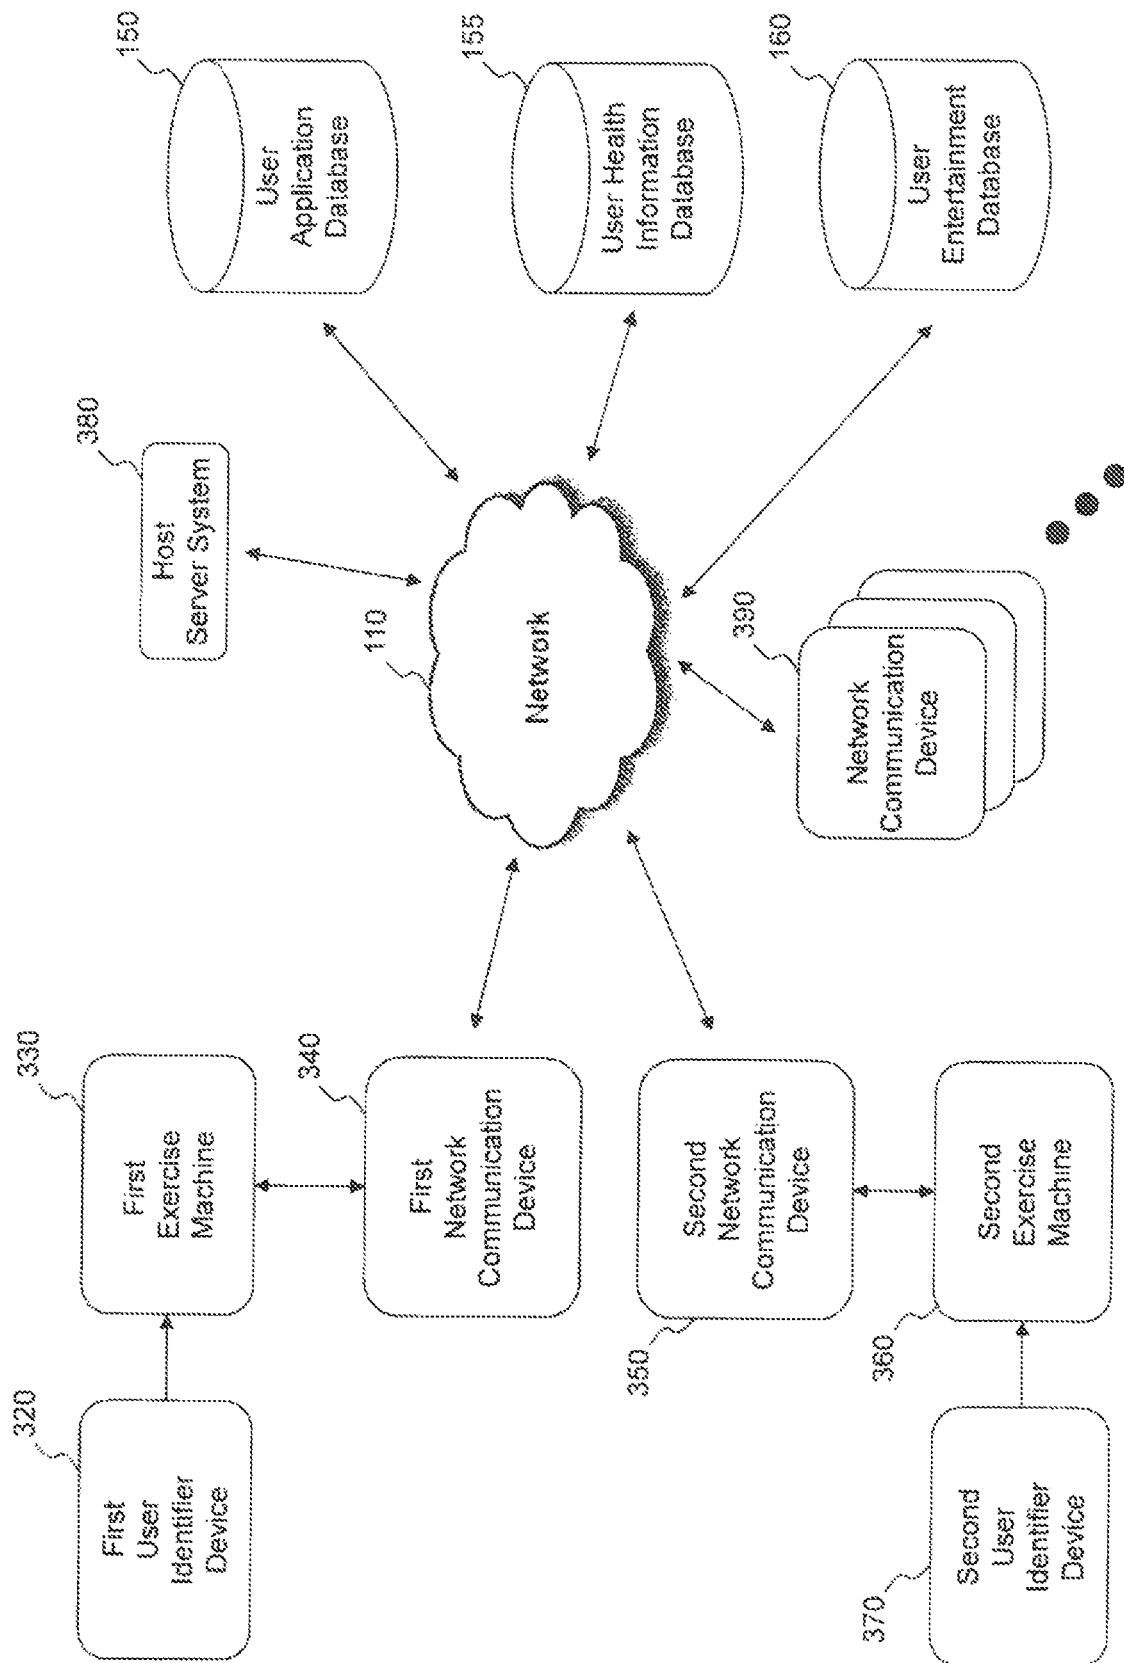 320
First
User
Identifier
Device
330
First
Exercise
Machine
340
First
Network
Communication
Device
380
Host
Server System
110
Network
150
User
Application
Database
155
User Health
Information
Database
160
User
Entertainment
Database
350
Second
Network
Communication
Device
390
Network
Communication
Device
370
Second
User
Identifier
Device
360
Second
Exercise
Machine